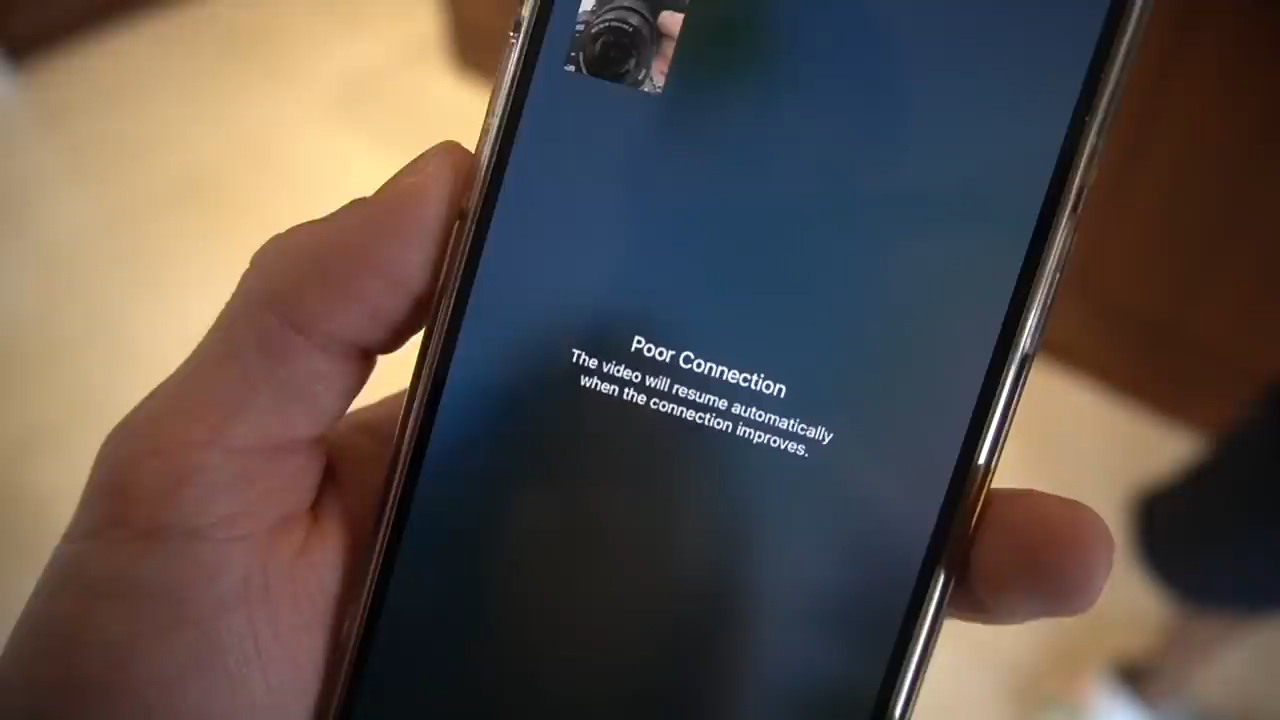 Poor Connection
The video will resume automatically
when the connection improves.